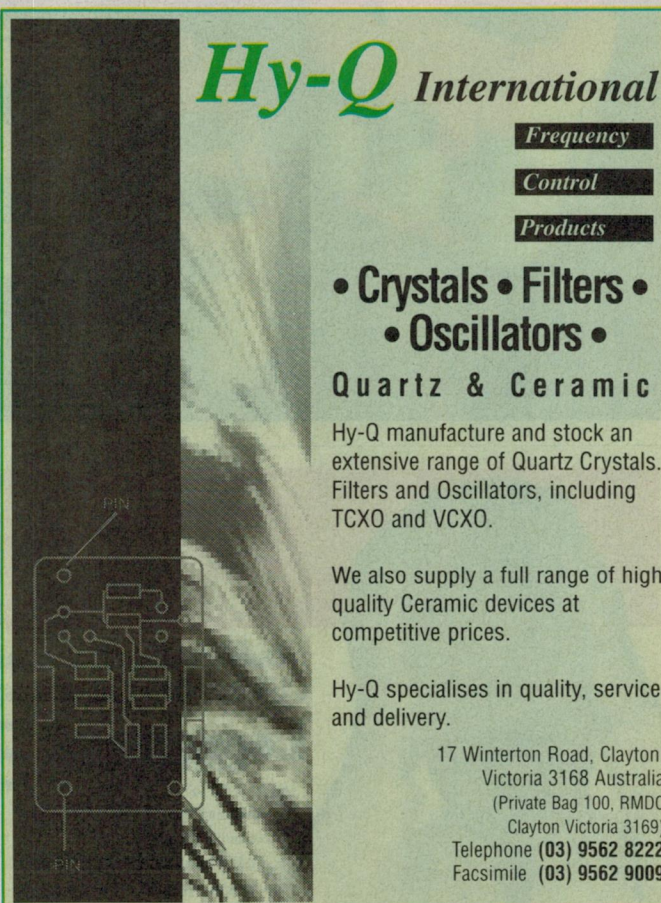 Hy-Q International
Frequency
Control
Products
• Crystals • Filters •
• Oscillators •
Quartz & Ceramic
Hy-Q manufacture and stock an
extensive range of Quartz Crystals.
Filters and Oscillators, including
TCXO and VCXO.
We also supply a full range of high
quality Ceramic devices at
competitive prices.
Hy-Q specialises in quality, service
and delivery.
17 Winterton Road, Clayton
Victoria 3168 Australia
(Private Bag 100, RMDC
Clayton Victoria 3169)
Telephone (03) 9562 8222
Facsimile (03) 9562 9009
PIN
PIN